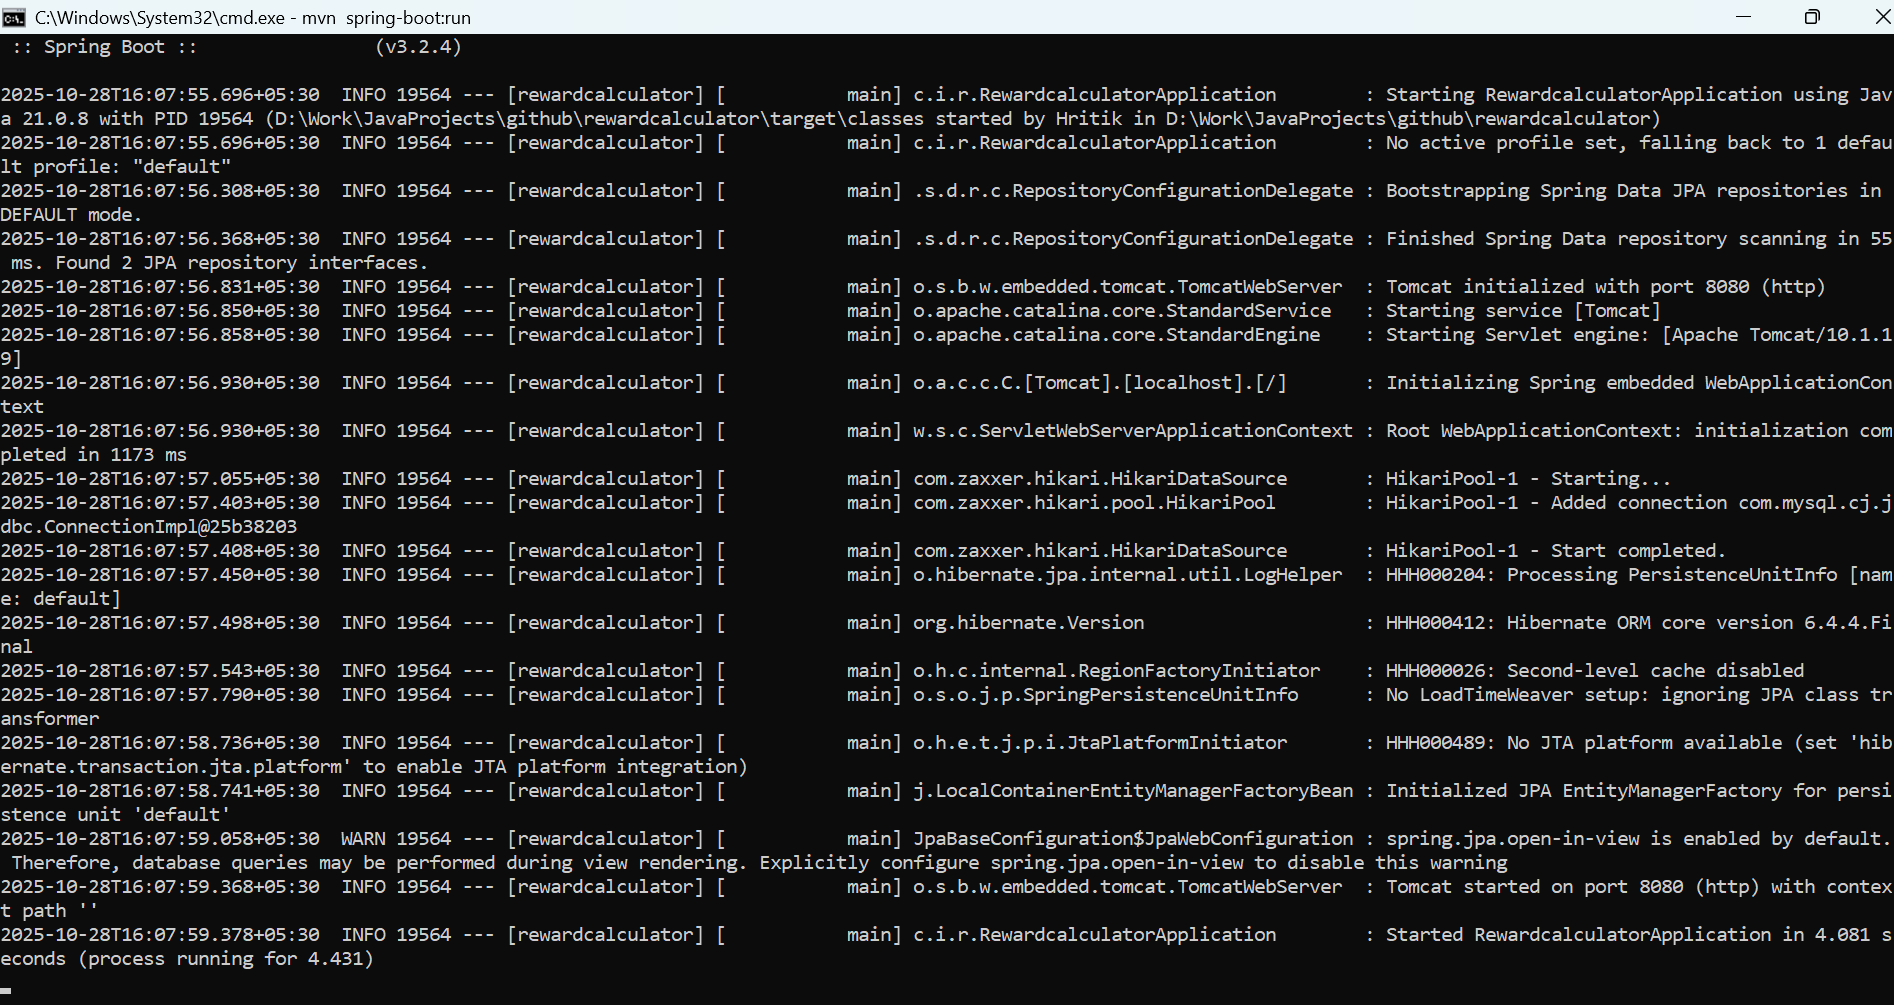 C:\Windows\System32\cmd.exe - mvn  spring-boot:run
 :: Spring Boot ::                (v3.2.4)
2025-10-28T16:07:55.696+05:30  INFO 19564 --- [rewardcalculator] [           main] c.i.r.RewardcalculatorApplication        : Starting RewardcalculatorApplication using Jav
a 21.0.8 with PID 19564 (D:\Work\JavaProjects\github\rewardcalculator\target\classes started by Hritik in D:\Work\JavaProjects\github\rewardcalculator)
2025-10-28T16:07:55.696+05:30  INFO 19564 --- [rewardcalculator] [           main] c.i.r.RewardcalculatorApplication        : No active profile set, falling back to 1 defau
lt profile: "default"
2025-10-28T16:07:56.308+05:30  INFO 19564 --- [rewardcalculator] [           main] .s.d.r.c.RepositoryConfigurationDelegate : Bootstrapping Spring Data JPA repositories in
DEFAULT mode.
2025-10-28T16:07:56.368+05:30  INFO 19564 --- [rewardcalculator] [           main] .s.d.r.c.RepositoryConfigurationDelegate : Finished Spring Data repository scanning in 55
 ms. Found 2 JPA repository interfaces.
2025-10-28T16:07:56.831+05:30  INFO 19564 --- [rewardcalculator] [           main] o.s.b.w.embedded.tomcat.TomcatWebServer  : Tomcat initialized with port 8080 (http)
2025-10-28T16:07:56.850+05:30  INFO 19564 --- [rewardcalculator] [           main] o.apache.catalina.core.StandardService   : Starting service [Tomcat]
2025-10-28T16:07:56.858+05:30  INFO 19564 --- [rewardcalculator] [           main] o.apache.catalina.core.StandardEngine    : Starting Servlet engine: [Apache Tomcat/10.1.1
9]
2025-10-28T16:07:56.930+05:30  INFO 19564 --- [rewardcalculator] [           main] o.a.c.c.C.[Tomcat].[localhost].[/]       : Initializing Spring embedded WebApplicationCon
text
2025-10-28T16:07:56.930+05:30  INFO 19564 --- [rewardcalculator] [           main] w.s.c.ServletWebServerApplicationContext : Root WebApplicationContext: initialization com
pleted in 1173 ms
2025-10-28T16:07:57.055+05:30  INFO 19564 --- [rewardcalculator] [           main] com.zaxxer.hikari.HikariDataSource       : HikariPool-1 - Starting...
2025-10-28T16:07:57.403+05:30  INFO 19564 --- [rewardcalculator] [           main] com.zaxxer.hikari.pool.HikariPool        : HikariPool-1 - Added connection com.mysql.cj.j
dbc.ConnectionImpl@25b38203
2025-10-28T16:07:57.408+05:30  INFO 19564 --- [rewardcalculator] [           main] com.zaxxer.hikari.HikariDataSource       : HikariPool-1 - Start completed.
2025-10-28T16:07:57.450+05:30  INFO 19564 --- [rewardcalculator] [           main] o.hibernate.jpa.internal.util.LogHelper  : HHH000204: Processing PersistenceUnitInfo [nam
e: default]
2025-10-28T16:07:57.498+05:30  INFO 19564 --- [rewardcalculator] [           main] org.hibernate.Version                    : HHH000412: Hibernate ORM core version 6.4.4.Fi
nal
2025-10-28T16:07:57.543+05:30  INFO 19564 --- [rewardcalculator] [           main] o.h.c.internal.RegionFactoryInitiator    : HHH000026: Second-level cache disabled
2025-10-28T16:07:57.790+05:30  INFO 19564 --- [rewardcalculator] [           main] o.s.o.j.p.SpringPersistenceUnitInfo      : No LoadTimeWeaver setup: ignoring JPA class tr
ansformer
2025-10-28T16:07:58.736+05:30  INFO 19564 --- [rewardcalculator] [           main] o.h.e.t.j.p.i.JtaPlatformInitiator       : HHH000489: No JTA platform available (set 'hib
ernate.transaction.jta.platform' to enable JTA platform integration)
2025-10-28T16:07:58.741+05:30  INFO 19564 --- [rewardcalculator] [           main] j.LocalContainerEntityManagerFactoryBean : Initialized JPA EntityManagerFactory for persi
stence unit 'default'
2025-10-28T16:07:59.058+05:30  WARN 19564 --- [rewardcalculator] [           main] JpaBaseConfiguration$JpaWebConfiguration : spring.jpa.open-in-view is enabled by default.
 Therefore, database queries may be performed during view rendering. Explicitly configure spring.jpa.open-in-view to disable this warning
2025-10-28T16:07:59.368+05:30  INFO 19564 --- [rewardcalculator] [           main] o.s.b.w.embedded.tomcat.TomcatWebServer  : Tomcat started on port 8080 (http) with contex
t path ''
2025-10-28T16:07:59.378+05:30  INFO 19564 --- [rewardcalculator] [           main] c.i.r.RewardcalculatorApplication        : Started RewardcalculatorApplication in 4.081 s
econds (process running for 4.431)